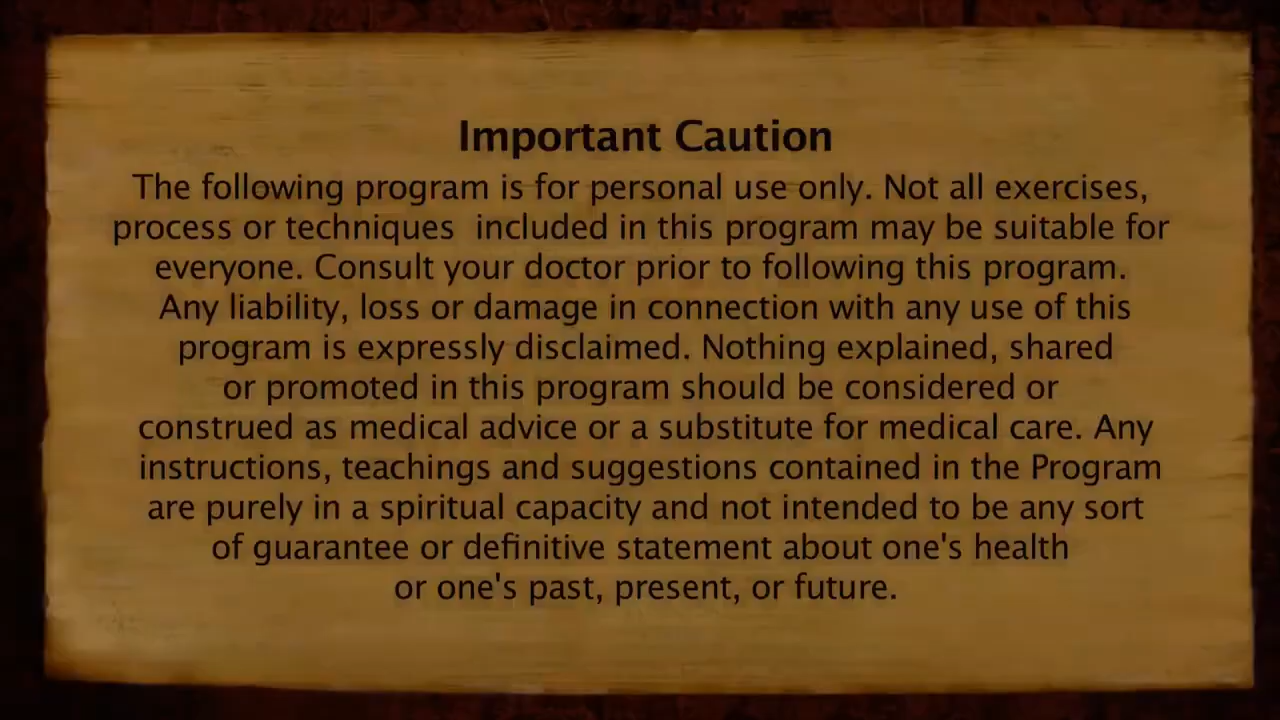 Important Caution
The following program is for personal use only. Not all exercises,
process or techniques  included in this program may be suitable for
everyone. Consult your doctor prior to following this program.
Any liability, loss or damage in connection with any use of this
program is expressly disclaimed. Nothing explained, shared
or promoted in this program should be considered or
construed as medical advice or a substitute for medical care. Any
instructions, teachings and suggestions contained in the Program
are purely in a spiritual capacity and not intended to be any sort
of guarantee or definitive statement about one's health
or one's past, present, or future.